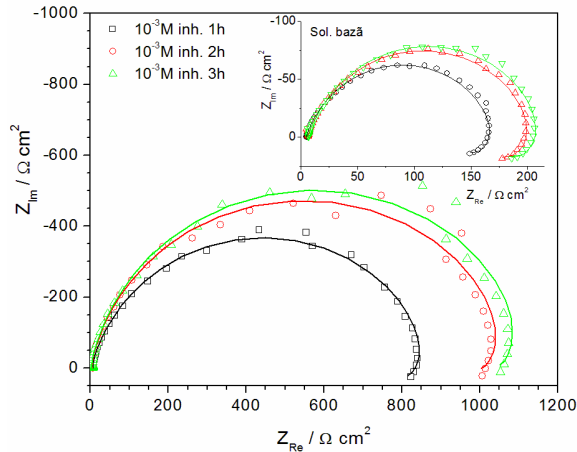 10⁻³M inh. 1h
10⁻³M inh. 2h
10⁻³M inh. 3h
-1000
-800
-600
-500
-400
-200
0
Z_Im / Ω cm²
0 200 400 600 800 1000 1200
Z_Re / Ω cm²
Sol. bază
-100
-50
0
Z_Im / Ω cm²
0 50 100 150 200
Z_Re / Ω cm²